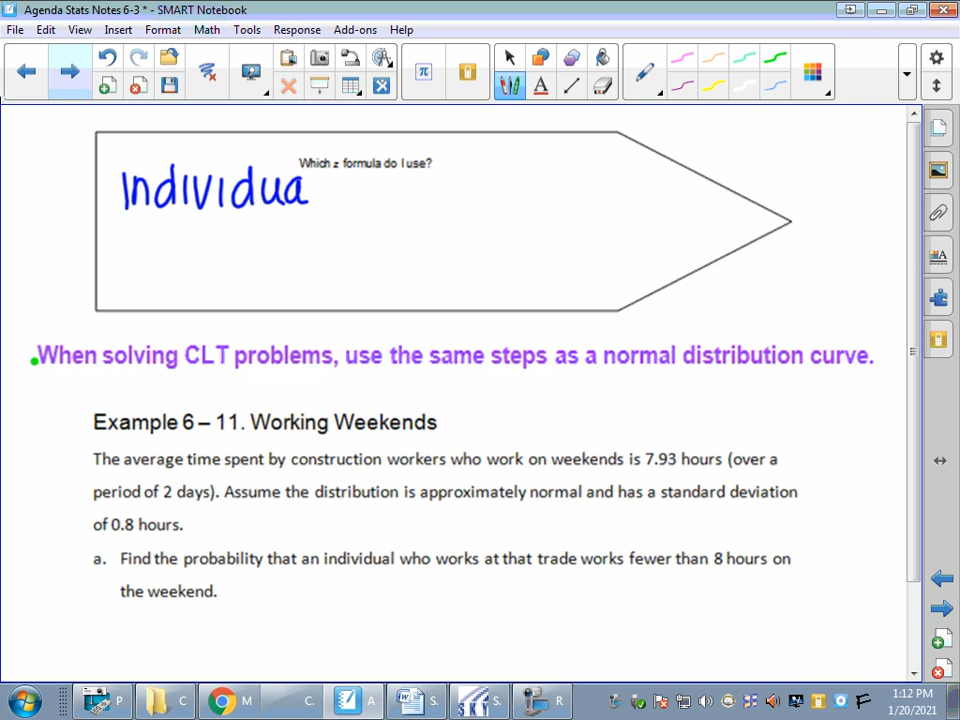 Agenda Stats Notes 6-3 * - SMART Notebook
File Edit View Insert Format Math Tools Response Add-ons Help
Which z formula do I use?
Individua
When solving CLT problems, use the same steps as a normal distribution curve.
Example 6 – 11. Working Weekends
The average time spent by construction workers who work on weekends is 7.93 hours (over a
period of 2 days). Assume the distribution is approximately normal and has a standard deviation
of 0.8 hours.
a. Find the probability that an individual who works at that trade works fewer than 8 hours on
the weekend.
P C M C. A S. S. R
1:12 PM
1/20/2021